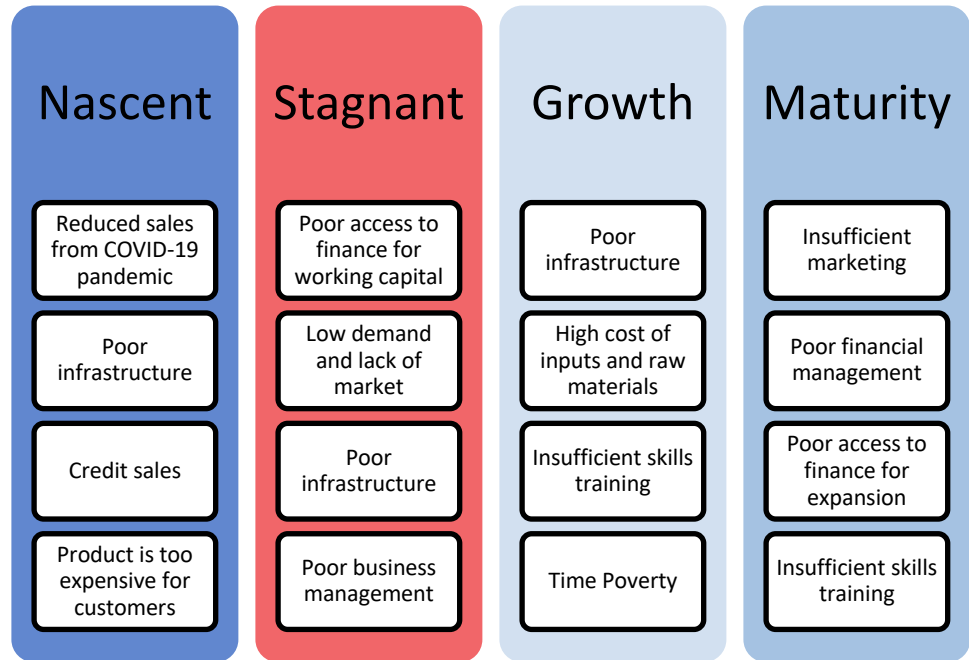 Nascent
Reduced sales
from COVID-19
pandemic
Poor
infrastructure
Credit sales
Product is too
expensive for
customers
Stagnant
Poor access to
finance for
working capital
Low demand
and lack of
market
Poor
infrastructure
Poor business
management
Growth
Poor
infrastructure
High cost of
inputs and raw
materials
Insufficient skills
training
Time Poverty
Maturity
Insufficient
marketing
Poor financial
management
Poor access to
finance for
expansion
Insufficient skills
training